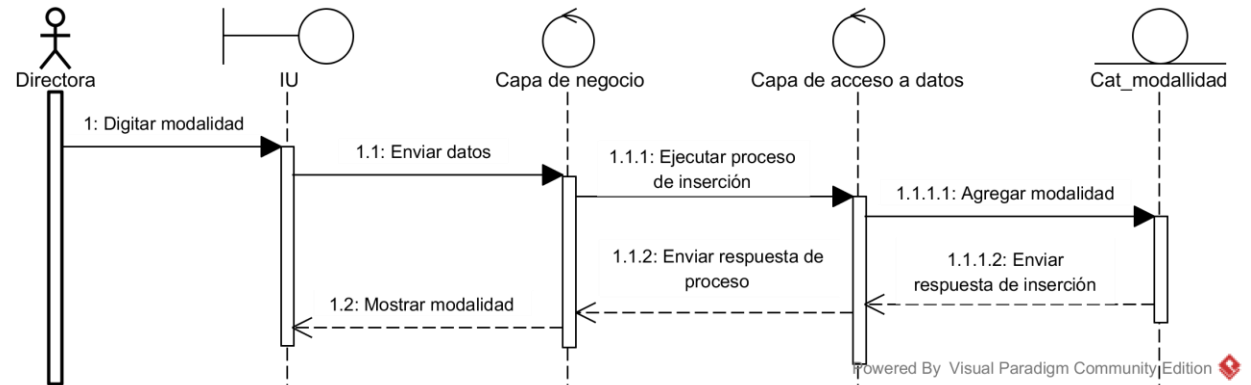 Directora
IU
Capa de negocio
Capa de acceso a datos
Cat_modallidad
1: Digitar modalidad
1.1: Enviar datos
1.1.1: Ejecutar proceso
de inserción
1.1.1.1: Agregar modalidad
1.1.1.2: Enviar
respuesta de inserción
1.1.2: Enviar respuesta de
proceso
1.2: Mostrar modalidad
Powered By Visual Paradigm Community Edition